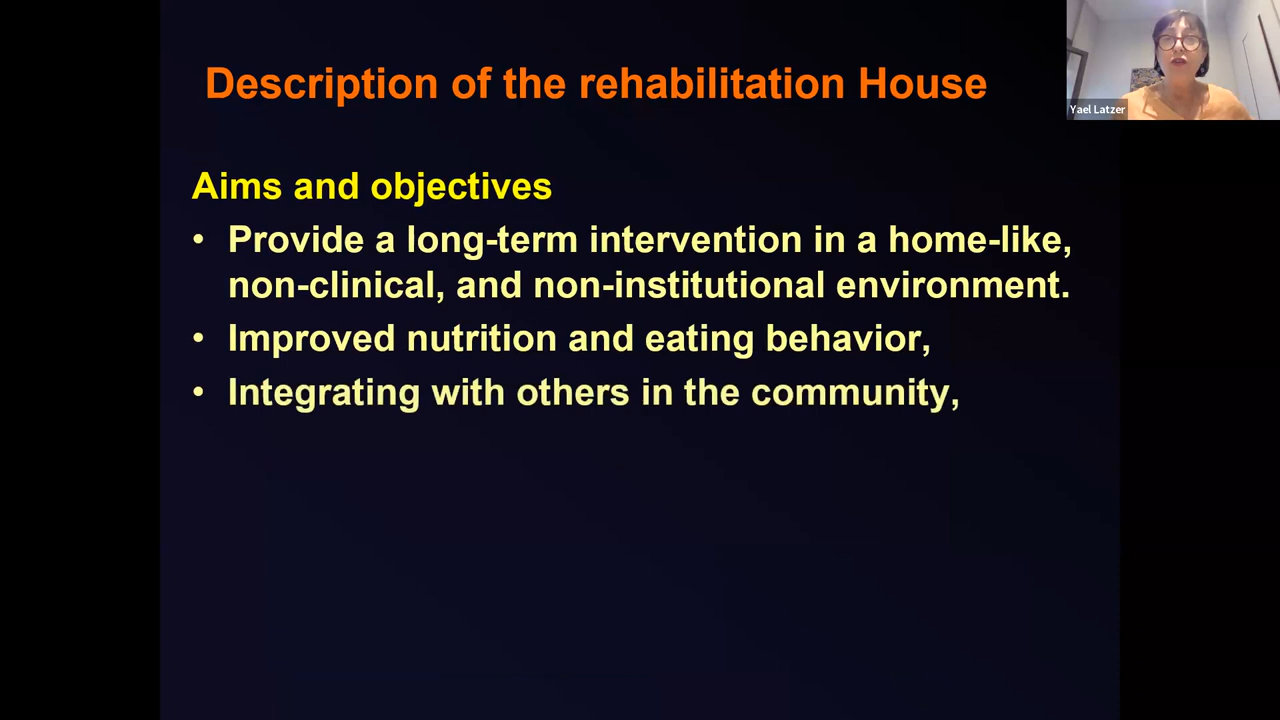 Description of the rehabilitation House
Yael Latzer
Aims and objectives
• Provide a long-term intervention in a home-like,
non-clinical, and non-institutional environment.
• Improved nutrition and eating behavior,
• Integrating with others in the community,